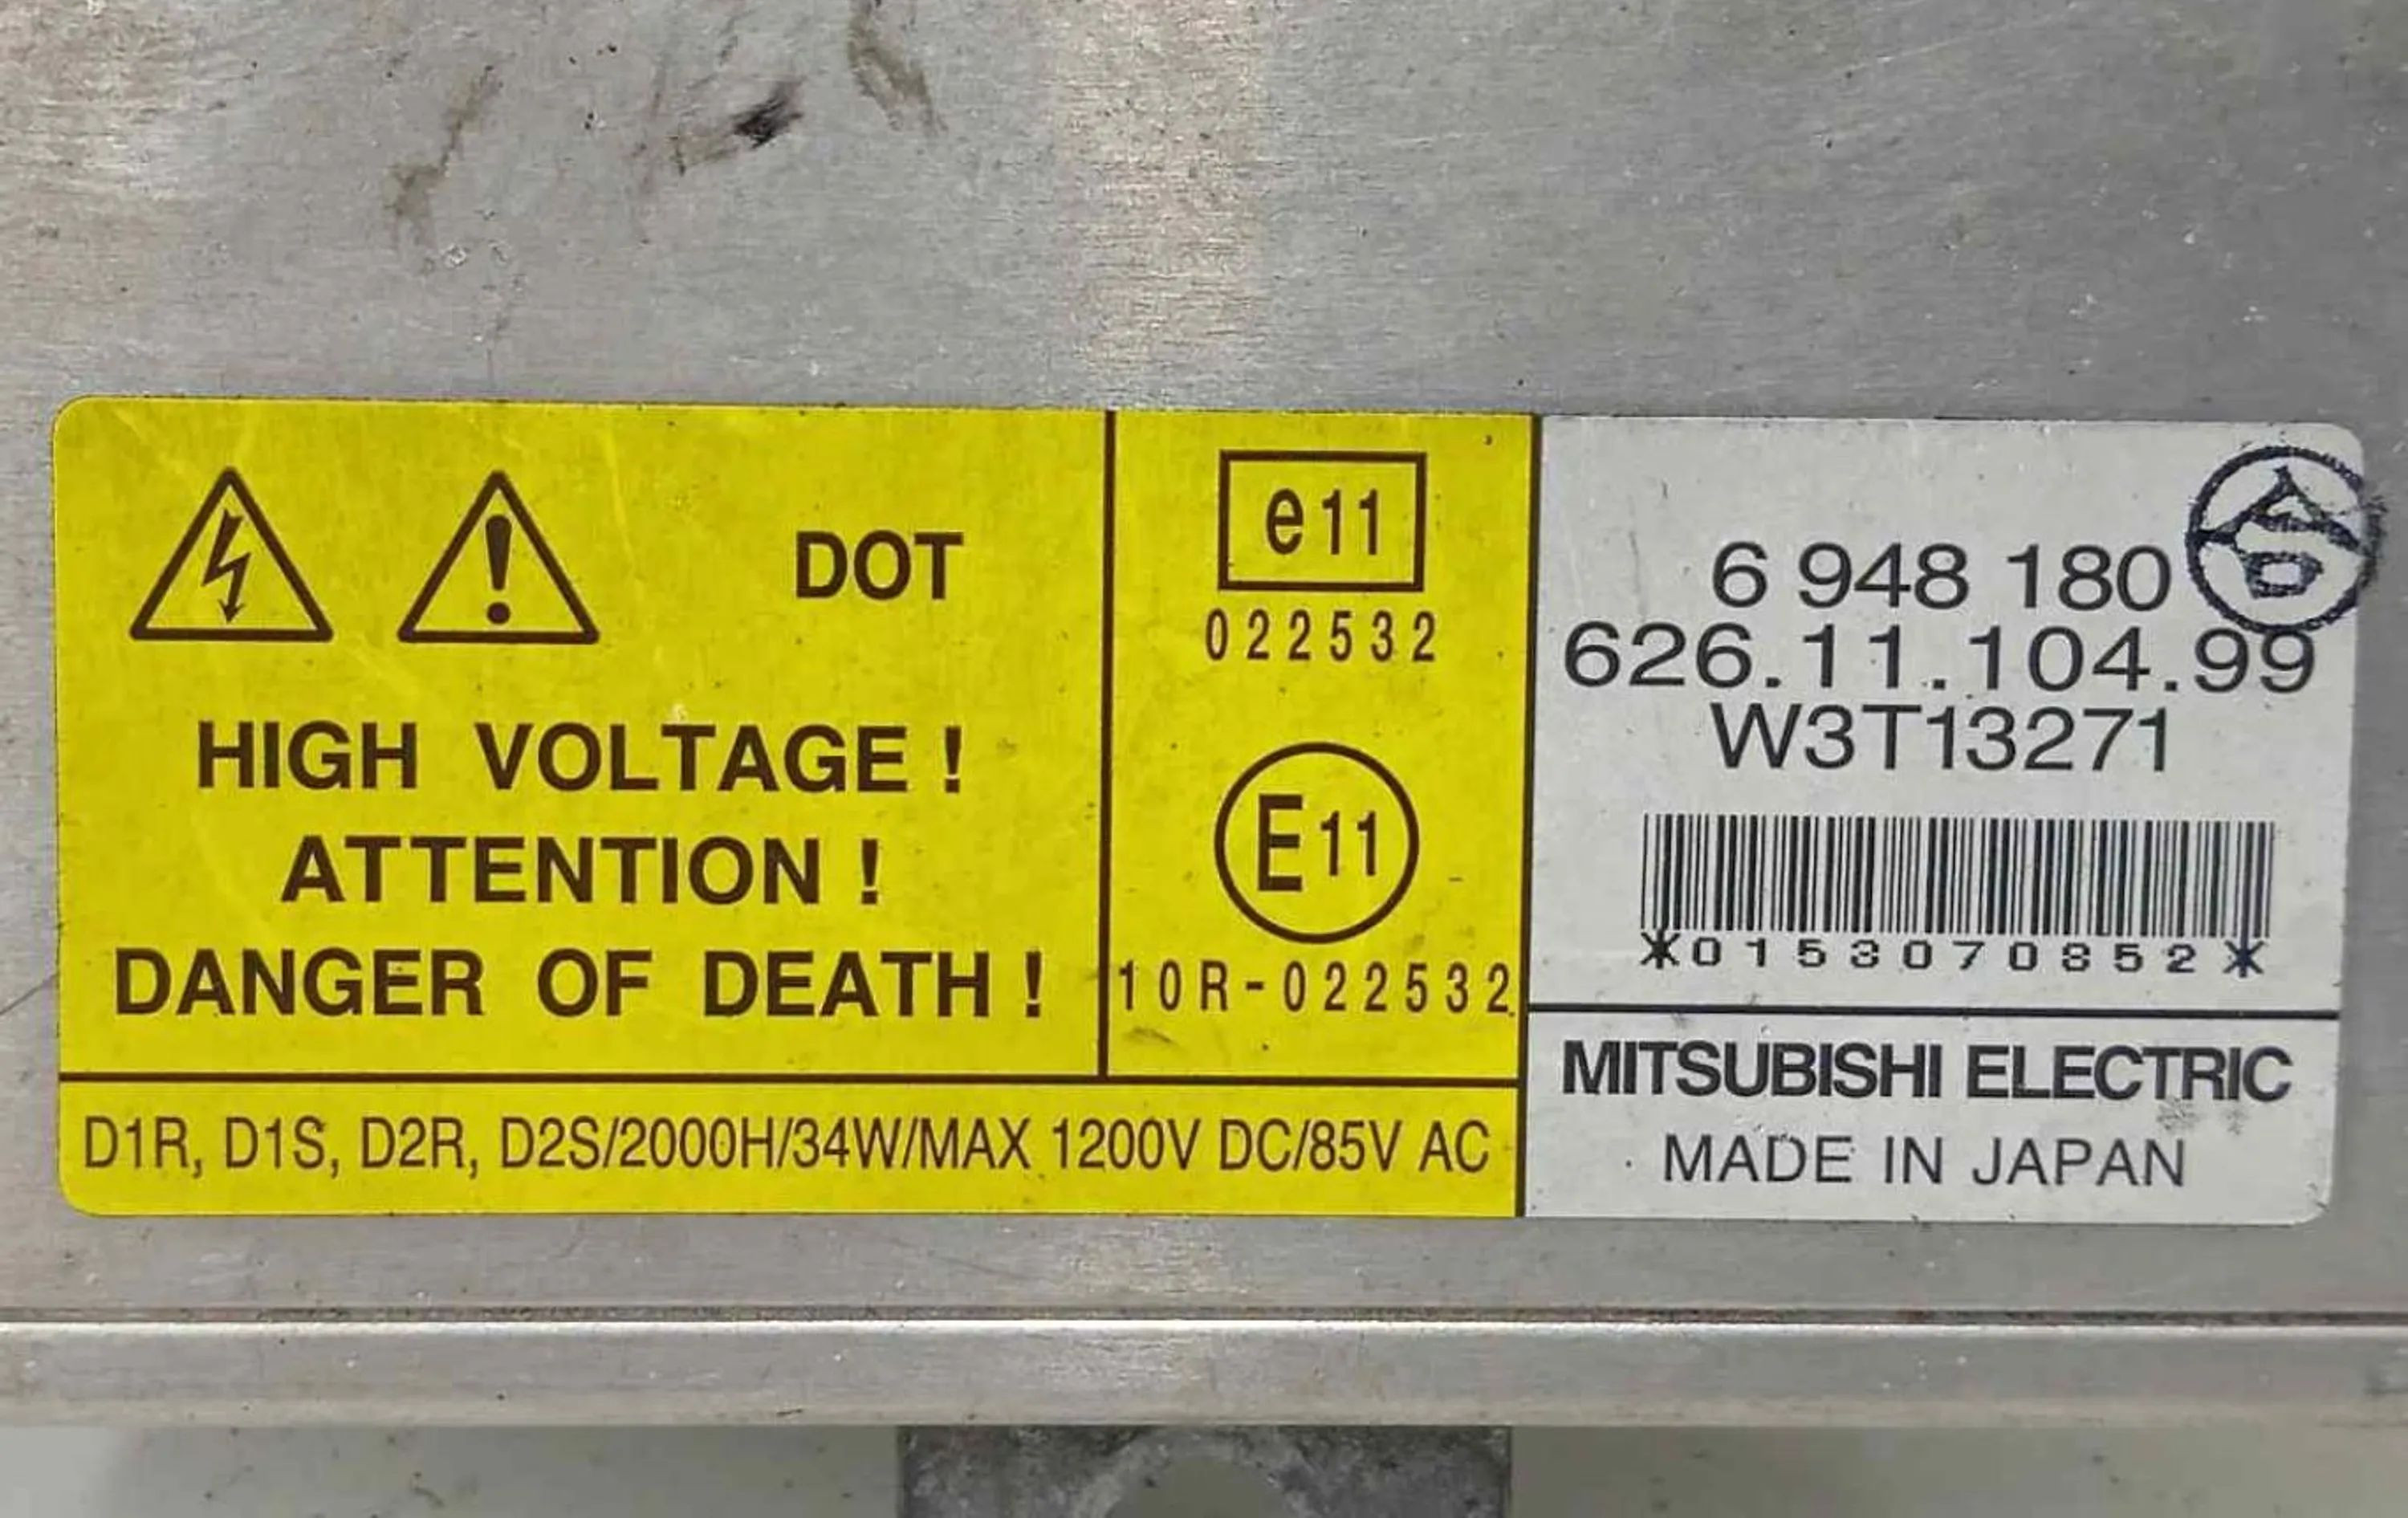 DOT
HIGH VOLTAGE !
ATTENTION !
DANGER OF DEATH !
e11
022532
E11
10R-022532
D1R, D1S, D2R, D2S/2000H/34W/MAX 1200V DC/85V AC
合
6 948 180
626.11.104.99
W3T13271
*0153070852*
MITSUBISHI ELECTRIC
MADE IN JAPAN